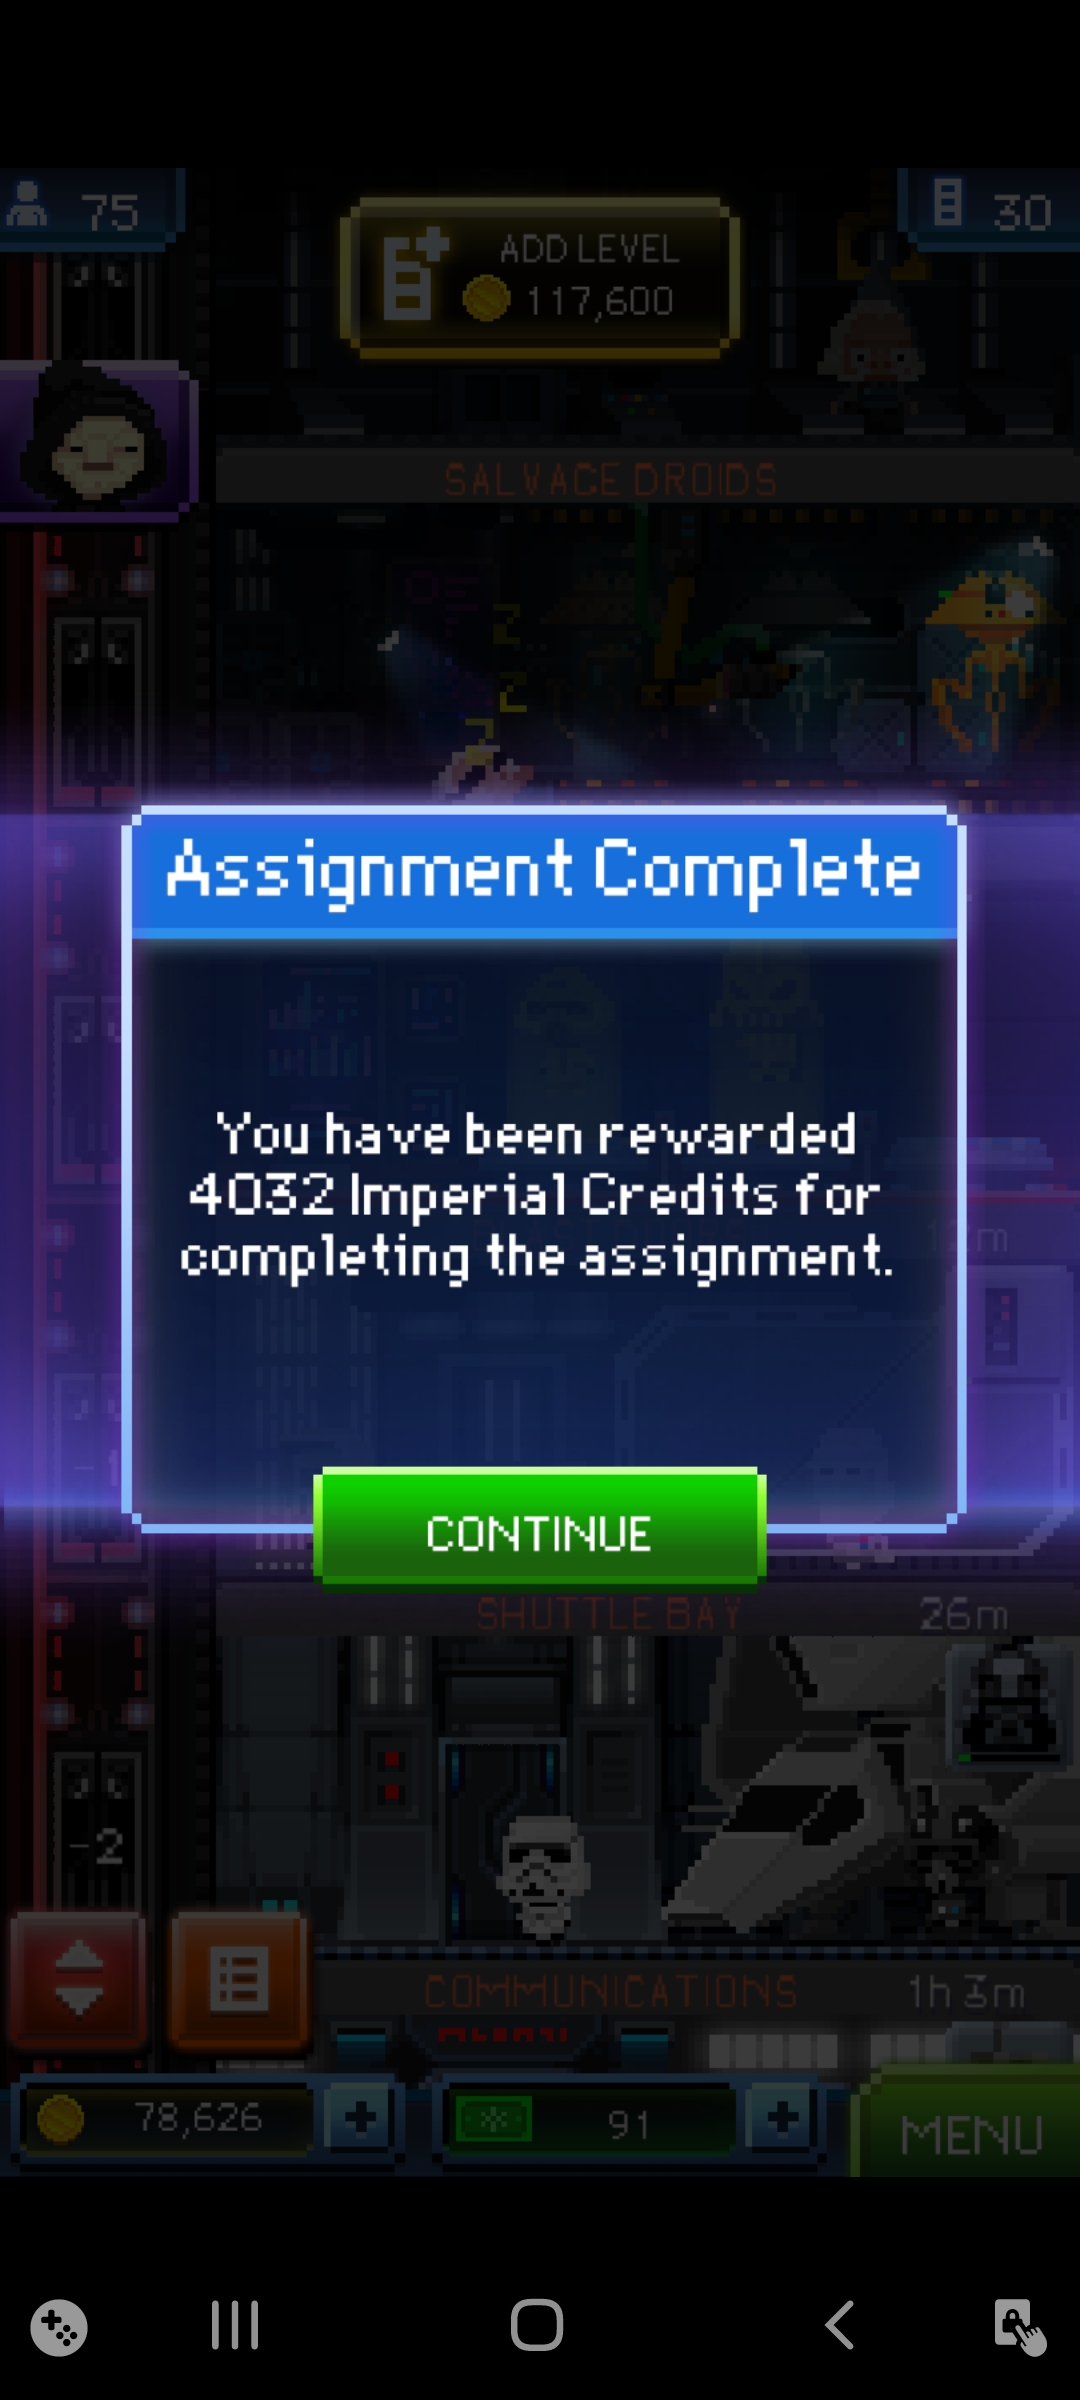 75
ADD LEVEL
117,600
30
SALVAGE DROIDS
Assignment Complete
You have been rewarded
4032 Imperial Credits for
completing the assignment.
CONTINUE
SHUTTLE BAY 26m
-2
COMMUNICATIONS 1h 3m
78,626
91
MENU